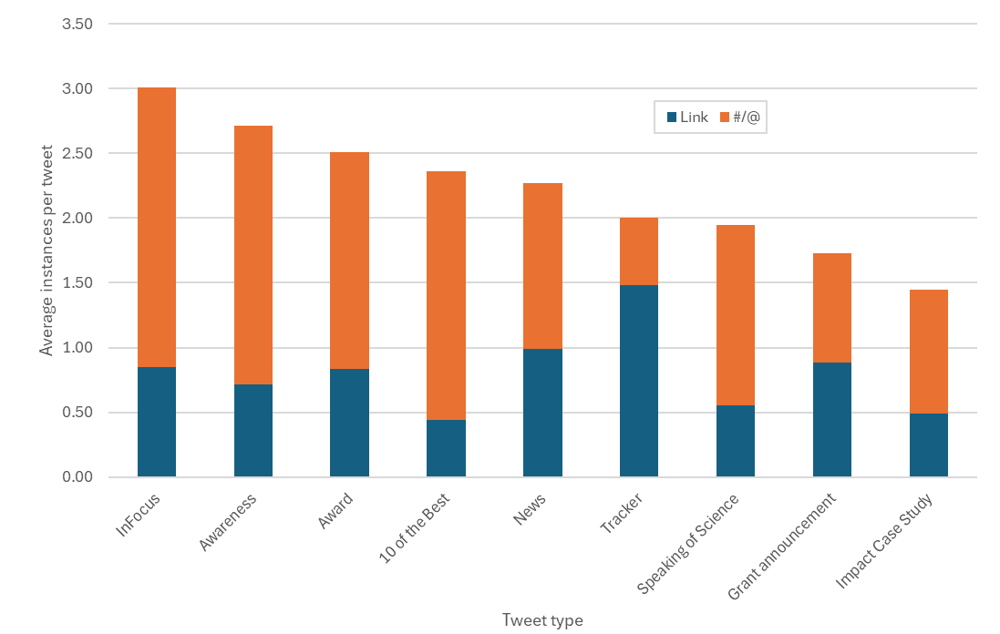 3.50
3.00
2.50
2.00
1.50
1.00
0.50
0.00
Average instances per tweet
Link #/@
InFocus
Awareness
Award
10 of the Best
News
Tracker
Speaking of Science
Grant announcement
Impact Case Study
Tweet type